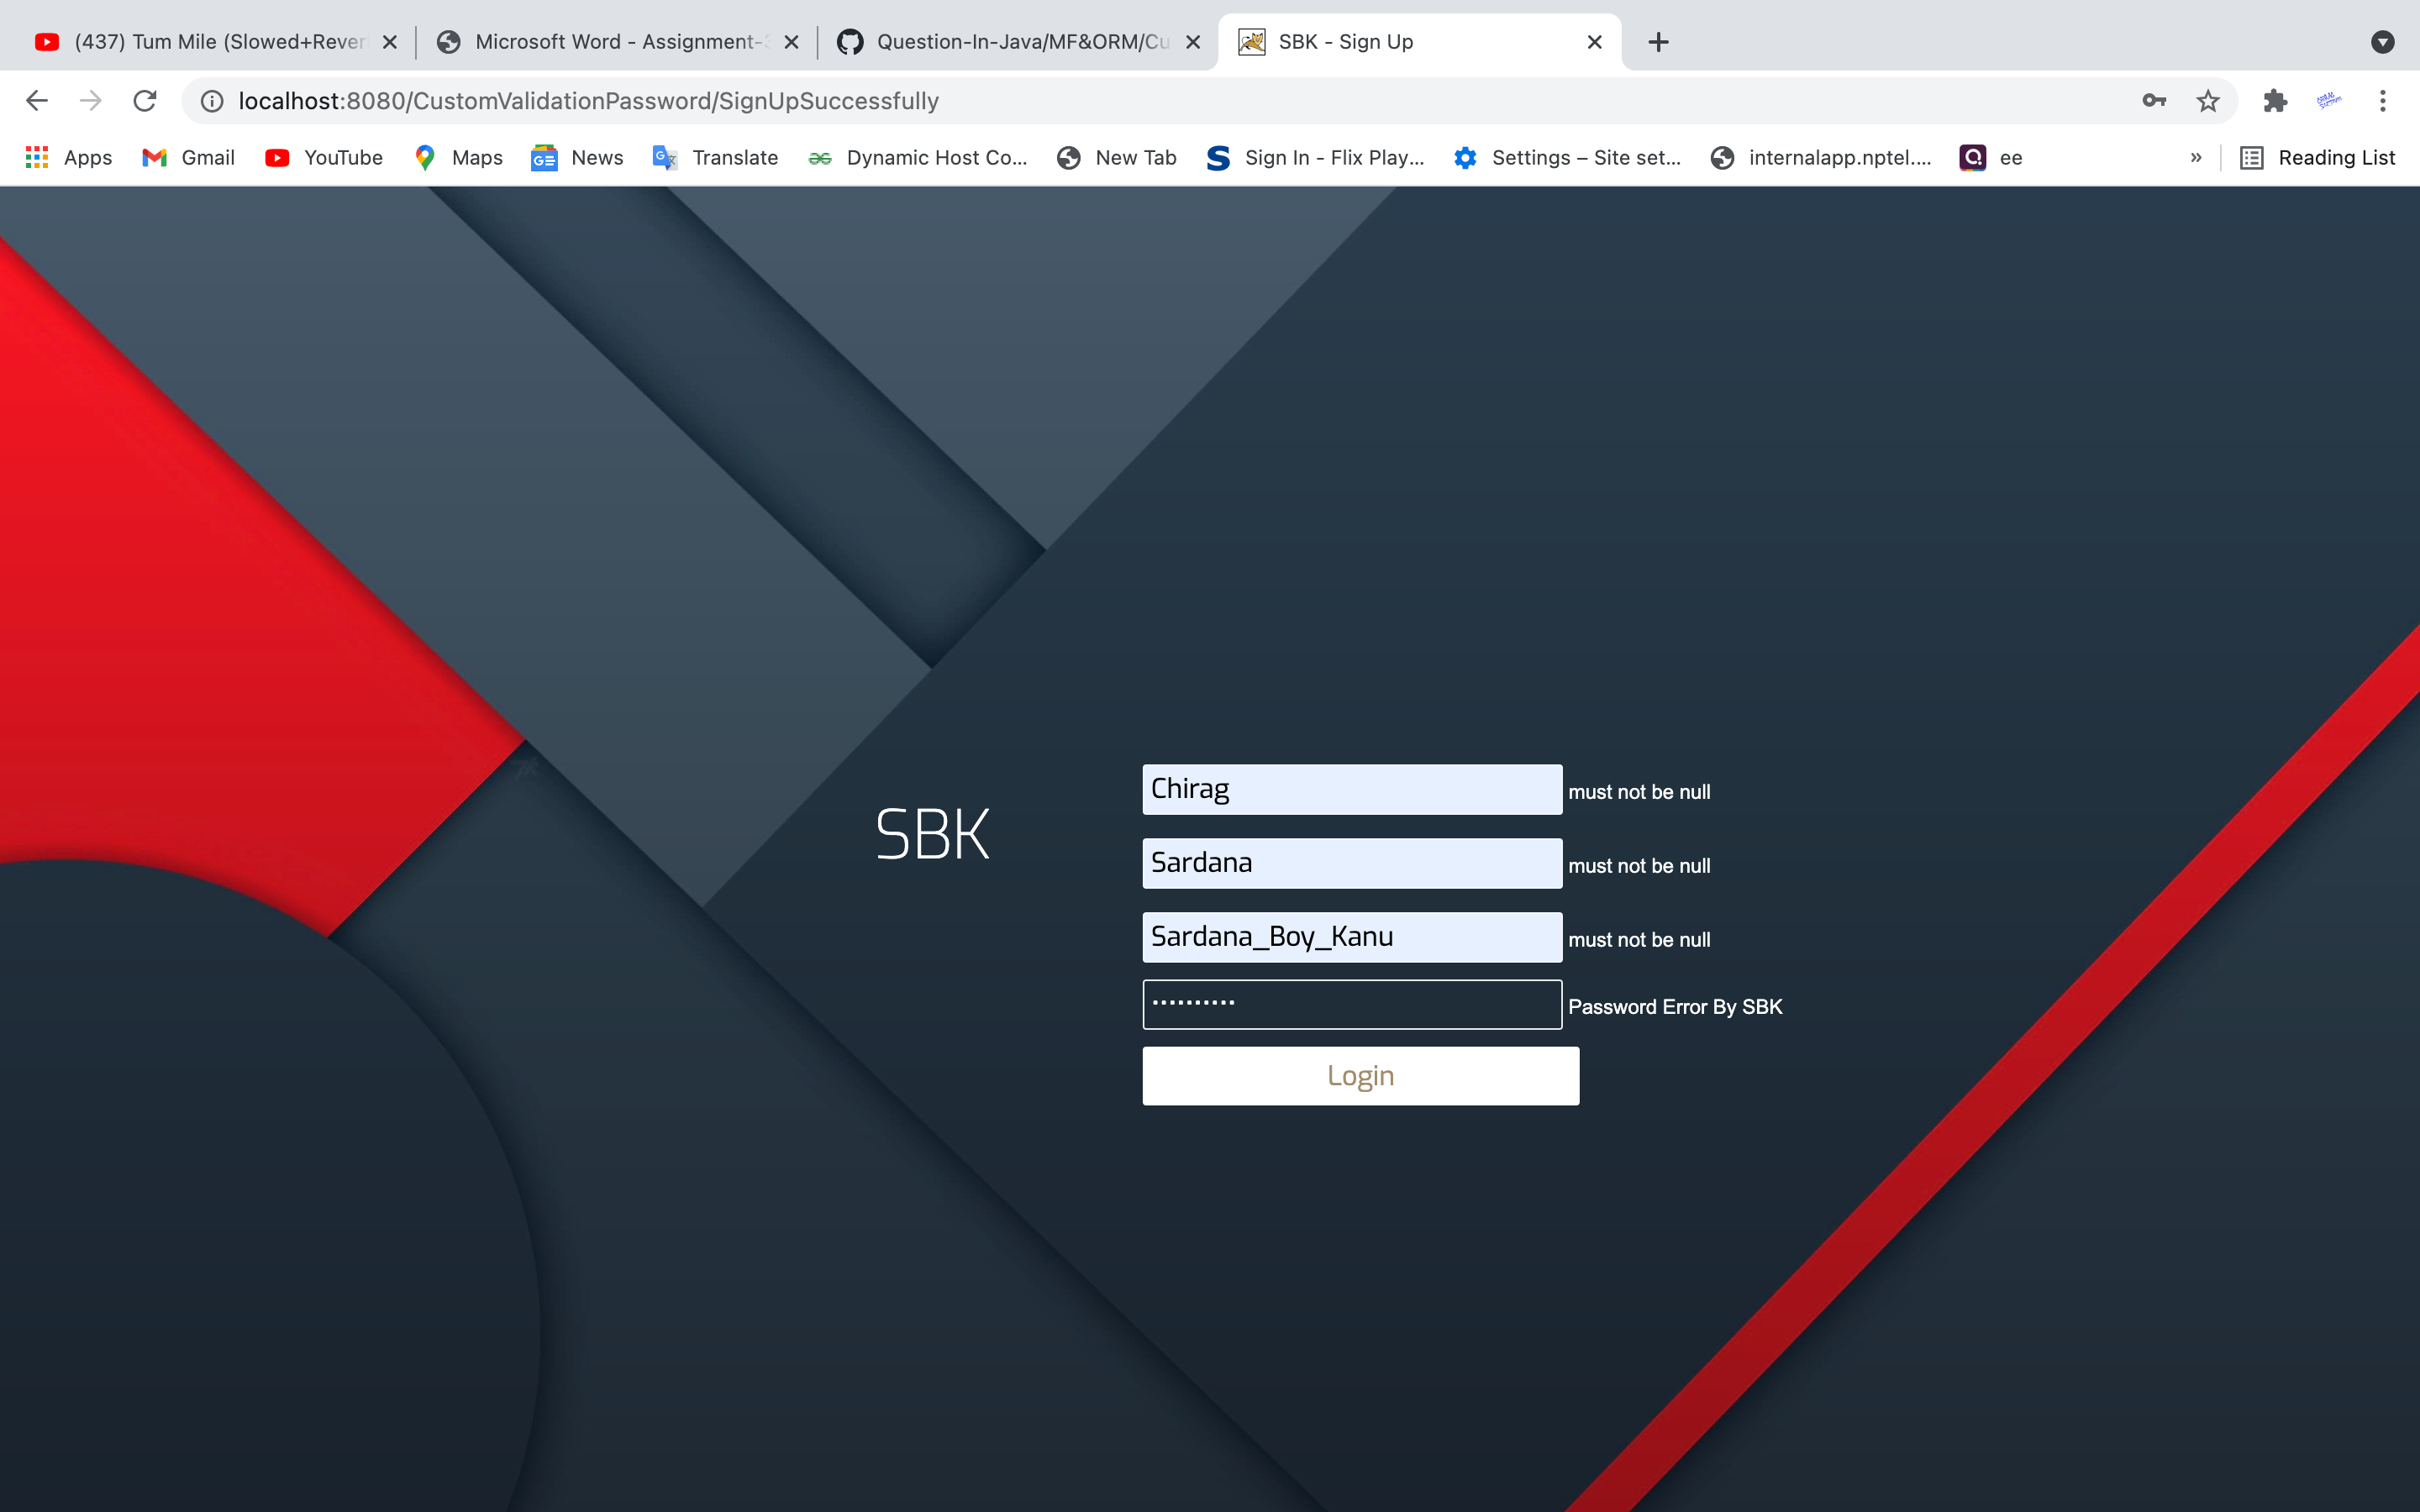 (437) Tum Mile (Slowed+Rever
Microsoft Word - Assignment-
Question-In-Java/MF&ORM/Cu
SBK - Sign Up
localhost:8080/CustomValidationPassword/SignUpSuccessfully
Apps
Gmail
YouTube
Maps
News
Translate
Dynamic Host Co...
New Tab
Sign In - Flix Play...
Settings – Site set...
internalapp.nptel....
ee
Reading List
SBK
Chirag must not be null
Sardana must not be null
Sardana_Boy_Kanu must not be null
Password Error By SBK
Login